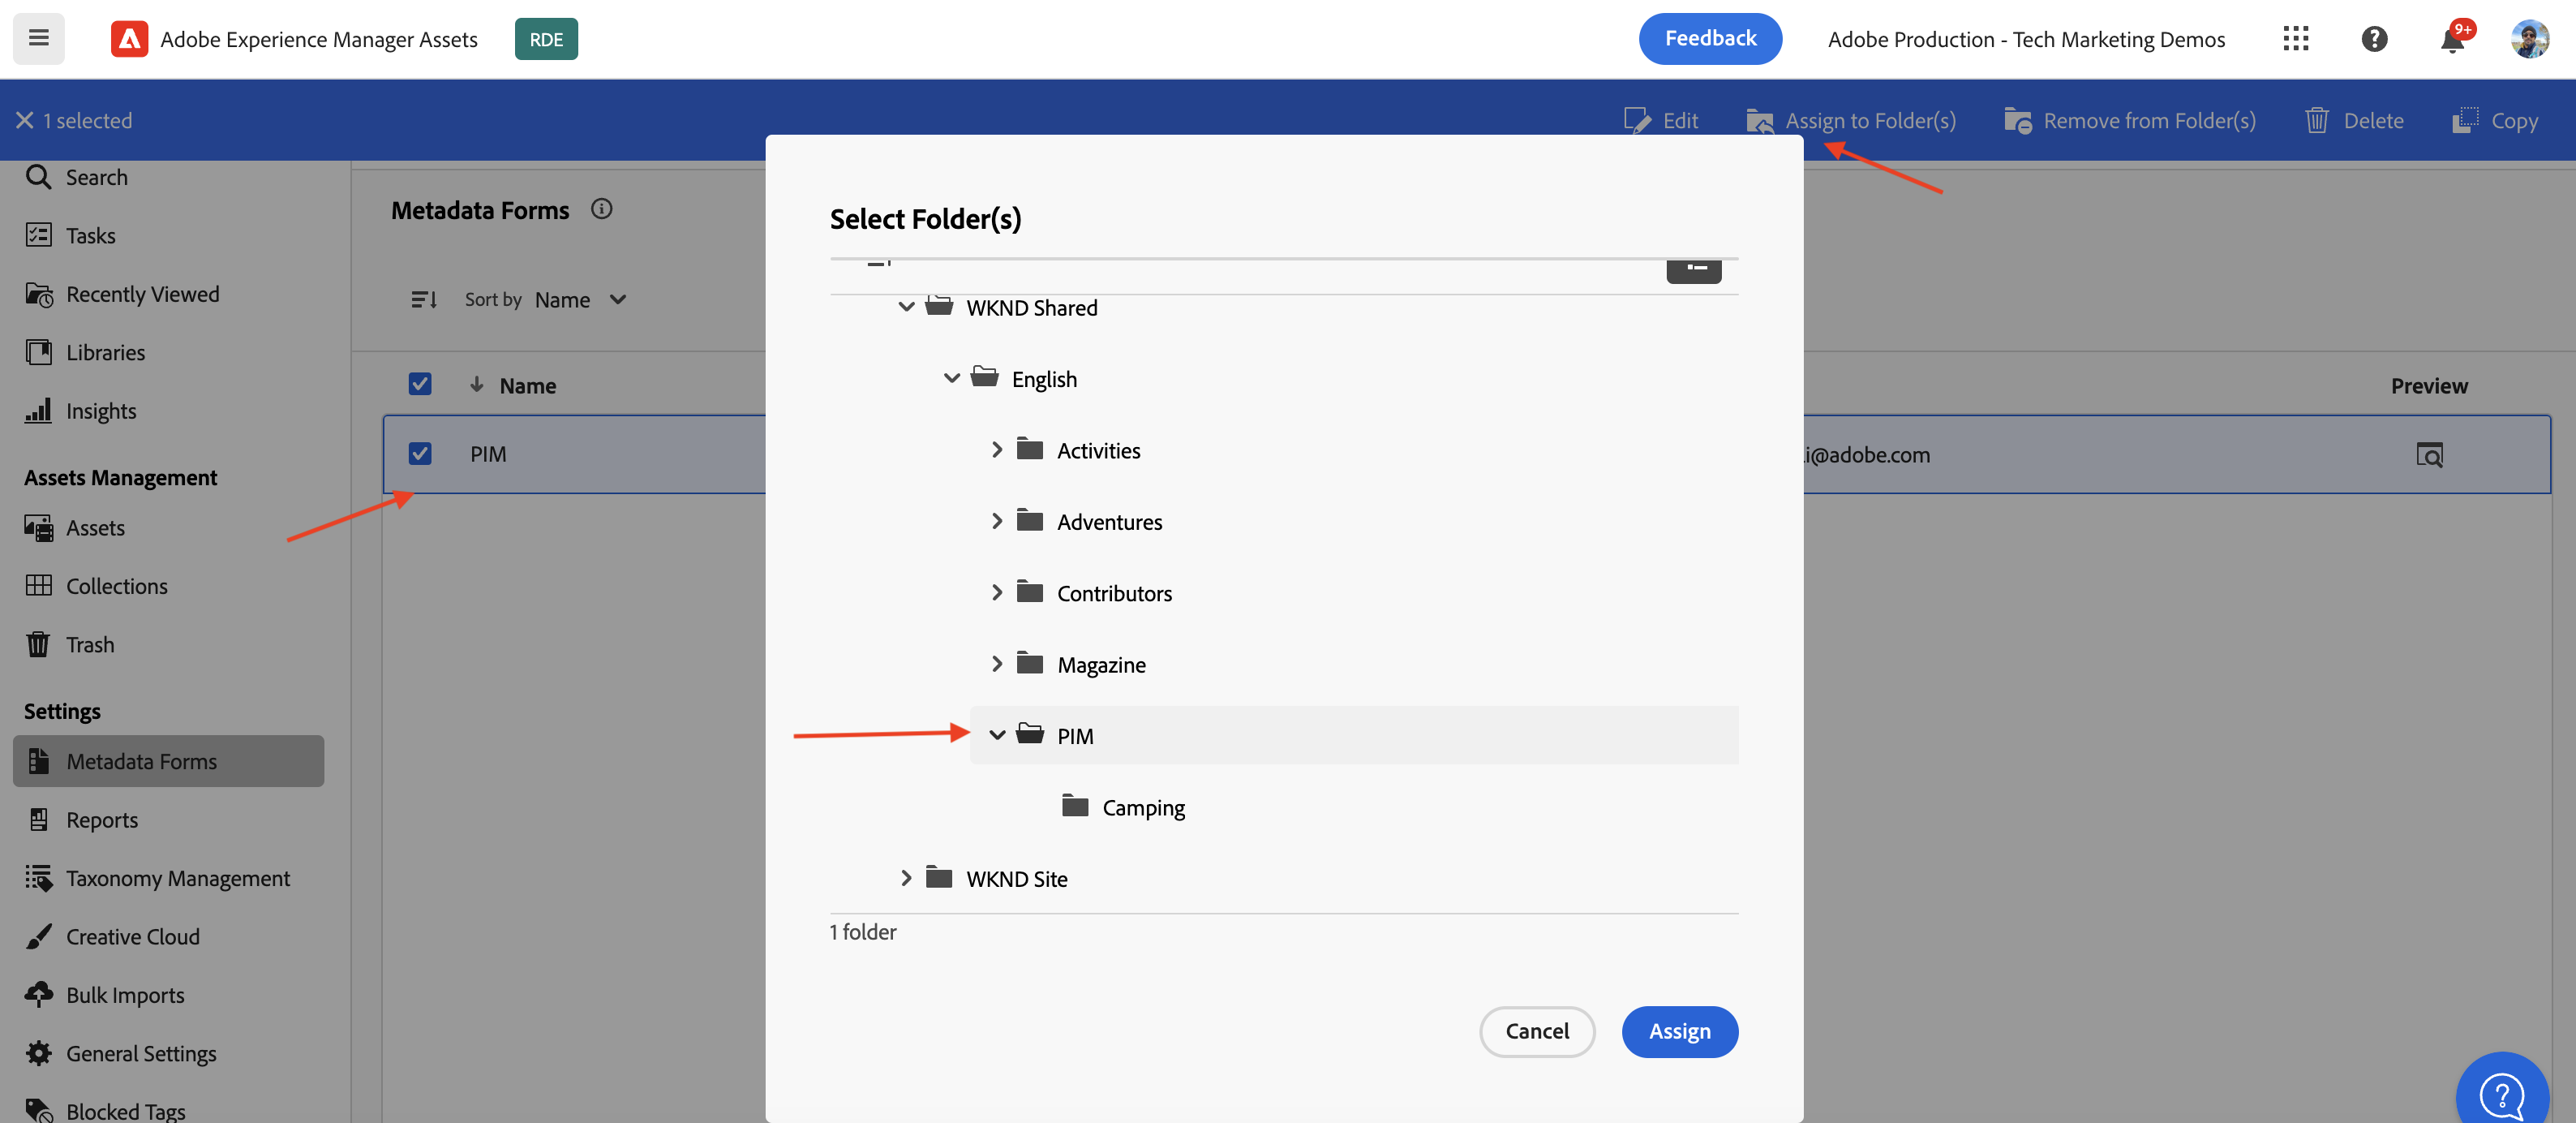 Adobe Experience Manager Assets
RDE
Feedback
Adobe Production - Tech Marketing Demos
9+
1 selected
Edit
Assign to Folder(s)
Remove from Folder(s)
Delete
Copy
Search
Tasks
Recently Viewed
Libraries
Insights
Assets Management
Assets
Collections
Trash
Settings
Metadata Forms
Reports
Taxonomy Management
Creative Cloud
Bulk Imports
General Settings
Blocked Tags
Metadata Forms
Sort by Name
Name
Preview
PIM
i@adobe.com
Select Folder(s)
WKND Shared
English
Activities
Adventures
Contributors
Magazine
PIM
Camping
WKND Site
1 folder
Cancel
Assign